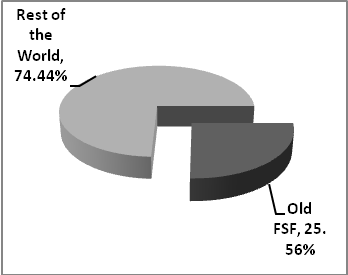 Rest of
the
World,
74.44%
Old
FSF, 25.
56%